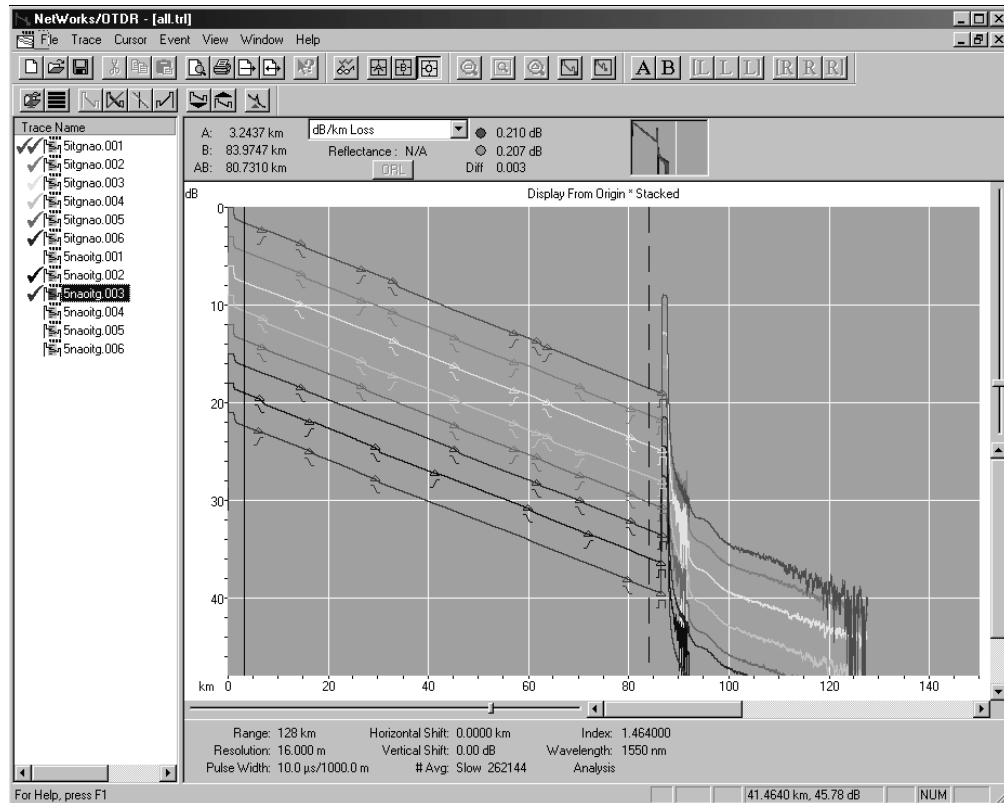 NetWorks/OTDR - [all.trl]
File Trace Cursor Event View Window Help
A B [L L L] [R R R]
Trace Name
5itgnao.001
5itgnao.002
5itgnao.003
5itgnao.004
5itgnao.005
5itgnao.006
5naoitg.001
5naoitg.002
5naoitg.003
5naoitg.004
5naoitg.005
5naoitg.006
A: 3.2437 km
B: 83.9747 km
AB: 80.7310 km
dB/km Loss
Reflectance : N/A
ORL
0.210 dB
0.207 dB
Diff 0.003
dB
Display From Origin * Stacked
0
10
20
30
40
km 0 20 40 60 80 100 120 140
Range: 128 km Horizontal Shift: 0.0000 km Index: 1.464000
Resolution: 16.000 m Vertical Shift: 0.00 dB Wavelength: 1550 nm
Pulse Width: 10.0 µs/1000.0 m # Avg: Slow 262144 Analysis
For Help, press F1
41.4640 km, 45.78 dB
NUM